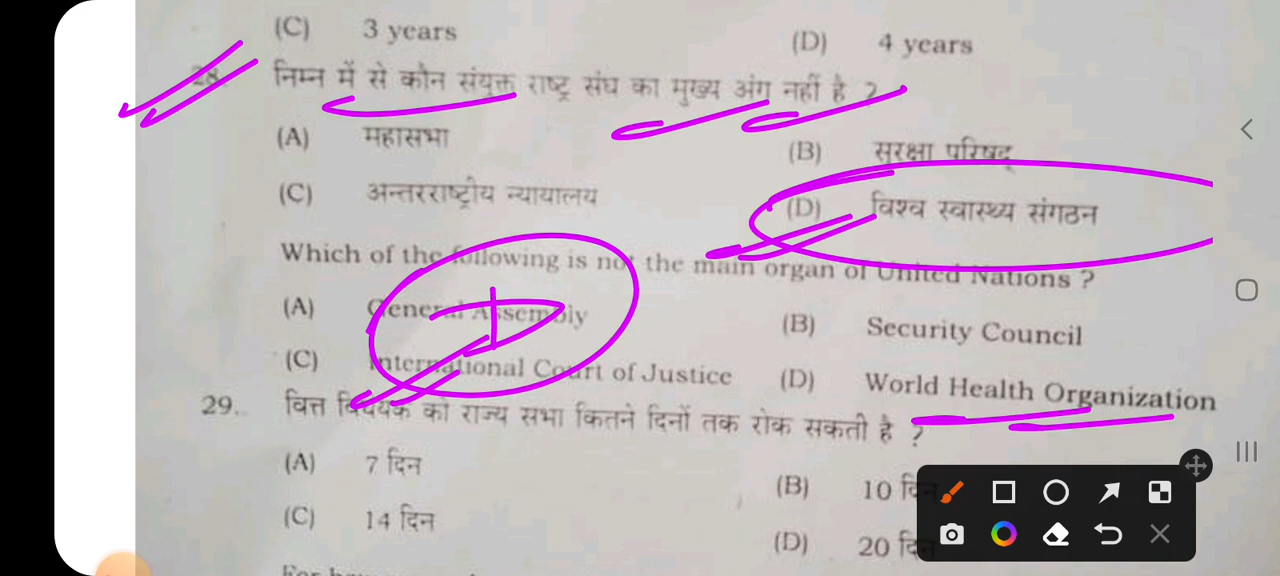 (C) 3 years (D) 4 years
28. निम्न में से कौन संयुक्त राष्ट्र संघ का मुख्य अंग नहीं है ?
(A) महासभा (B) सुरक्षा परिषद्
(C) अन्तरराष्ट्रीय न्यायालय (D) विश्व स्वास्थ्य संगठन
Which of the following is not the main organ of United Nations ?
(A) General Assembly (B) Security Council
(C) International Court of Justice (D) World Health Organization
29. वित्त विधेयक को राज्य सभा कितने दिनों तक रोक सकती है ?
(A) 7 दिन (B) 10
(C) 14 दिन (D) 20